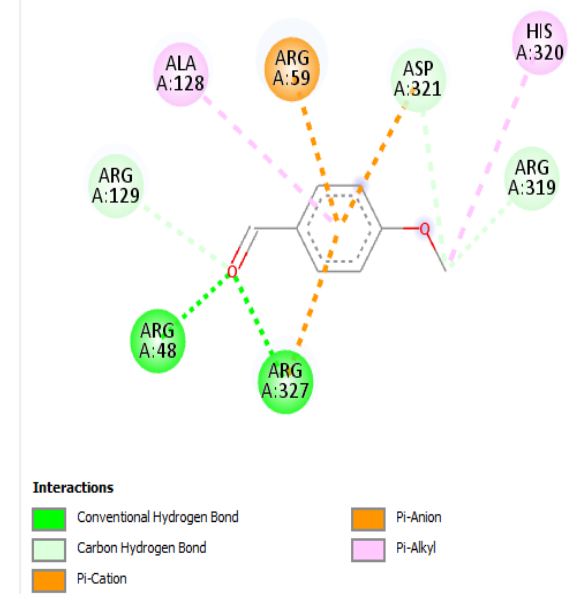 HIS
A:320
ALA
A:128
ARG
A:59
ASP
A:321
ARG
A:129
ARG
A:319
O
O
ARG
A:48
ARG
A:327
Interactions
Conventional Hydrogen Bond
Carbon Hydrogen Bond
Pi-Cation
Pi-Anion
Pi-Alkyl